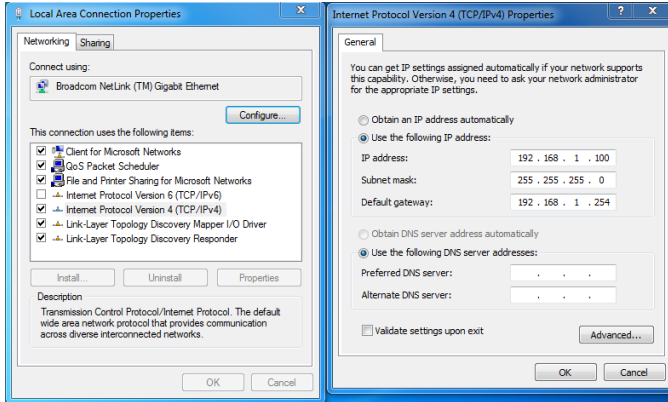 Local Area Connection Properties
Networking
Sharing
Connect using:
Broadcom NetLink (TM) Gigabit Ethernet
Configure...
This connection uses the following items:
Client for Microsoft Networks
QoS Packet Scheduler
File and Printer Sharing for Microsoft Networks
Internet Protocol Version 6 (TCP/IPv6)
Internet Protocol Version 4 (TCP/IPv4)
Link-Layer Topology Discovery Mapper I/O Driver
Link-Layer Topology Discovery Responder
Install...
Uninstall
Properties
Description
Transmission Control Protocol/Internet Protocol. The default
wide area network protocol that provides communication
across diverse interconnected networks.
OK
Cancel
Internet Protocol Version 4 (TCP/IPv4) Properties
General
You can get IP settings assigned automatically if your network supports
this capability. Otherwise, you need to ask your network administrator
for the appropriate IP settings.
Obtain an IP address automatically
Use the following IP address:
IP address: 192 . 168 . 1 . 100
Subnet mask: 255 . 255 . 255 . 0
Default gateway: 192 . 168 . 1 . 254
Obtain DNS server address automatically
Use the following DNS server addresses:
Preferred DNS server: . . .
Alternate DNS server: . . .
Validate settings upon exit
Advanced...
OK
Cancel